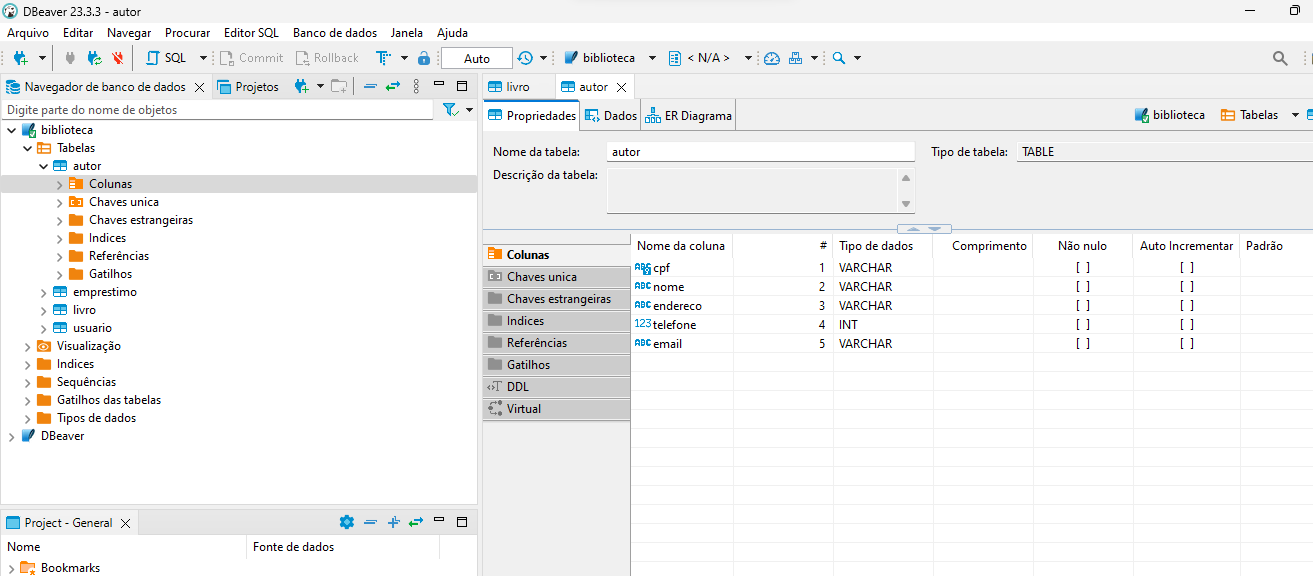 DBeaver 23.3.3 - autor
Arquivo Editar Navegar Procurar Editor SQL Banco de dados Janela Ajuda
SQL Commit Rollback Auto biblioteca < N/A >
Navegador de banco de dados Projetos
Digite parte do nome de objetos
biblioteca
Tabelas
autor
Colunas
Chaves unica
Chaves estrangeiras
Indices
Referências
Gatilhos
emprestimo
livro
usuario
Visualização
Indices
Sequências
Gatilhos das tabelas
Tipos de dados
DBeaver
Project - General
Nome Fonte de dados
Bookmarks
livro autor
Propriedades Dados ER Diagrama biblioteca Tabelas
Nome da tabela: autor Tipo de tabela: TABLE
Descrição da tabela:
Colunas
Chaves unica
Chaves estrangeiras
Indices
Referências
Gatilhos
DDL
Virtual
Nome da coluna # Tipo de dados Comprimento Não nulo Auto Incrementar Padrão
ABC cpf 1 VARCHAR [ ] [ ]
ABC nome 2 VARCHAR [ ] [ ]
ABC endereco 3 VARCHAR [ ] [ ]
123 telefone 4 INT [ ] [ ]
ABC email 5 VARCHAR [ ] [ ]